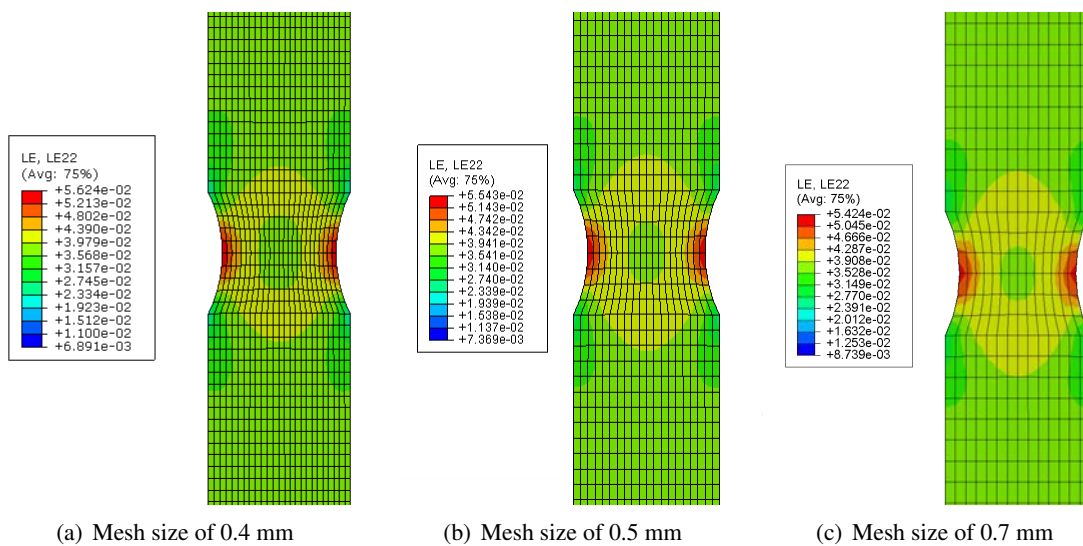 LE, LE22
(Avg: 75%)
+5.624e-02
+5.213e-02
+4.802e-02
+4.390e-02
+3.979e-02
+3.568e-02
+3.157e-02
+2.745e-02
+2.334e-02
+1.923e-02
+1.512e-02
+1.100e-02
+6.891e-03
LE, LE22
(Avg: 75%)
+5.543e-02
+5.143e-02
+4.742e-02
+4.342e-02
+3.941e-02
+3.541e-02
+3.140e-02
+2.740e-02
+2.339e-02
+1.939e-02
+1.538e-02
+1.137e-02
+7.369e-03
LE, LE22
(Avg: 75%)
+5.424e-02
+5.045e-02
+4.666e-02
+4.287e-02
+3.908e-02
+3.528e-02
+3.149e-02
+2.770e-02
+2.391e-02
+2.012e-02
+1.632e-02
+1.253e-02
+8.739e-03
(a) Mesh size of 0.4 mm
(b) Mesh size of 0.5 mm
(c) Mesh size of 0.7 mm